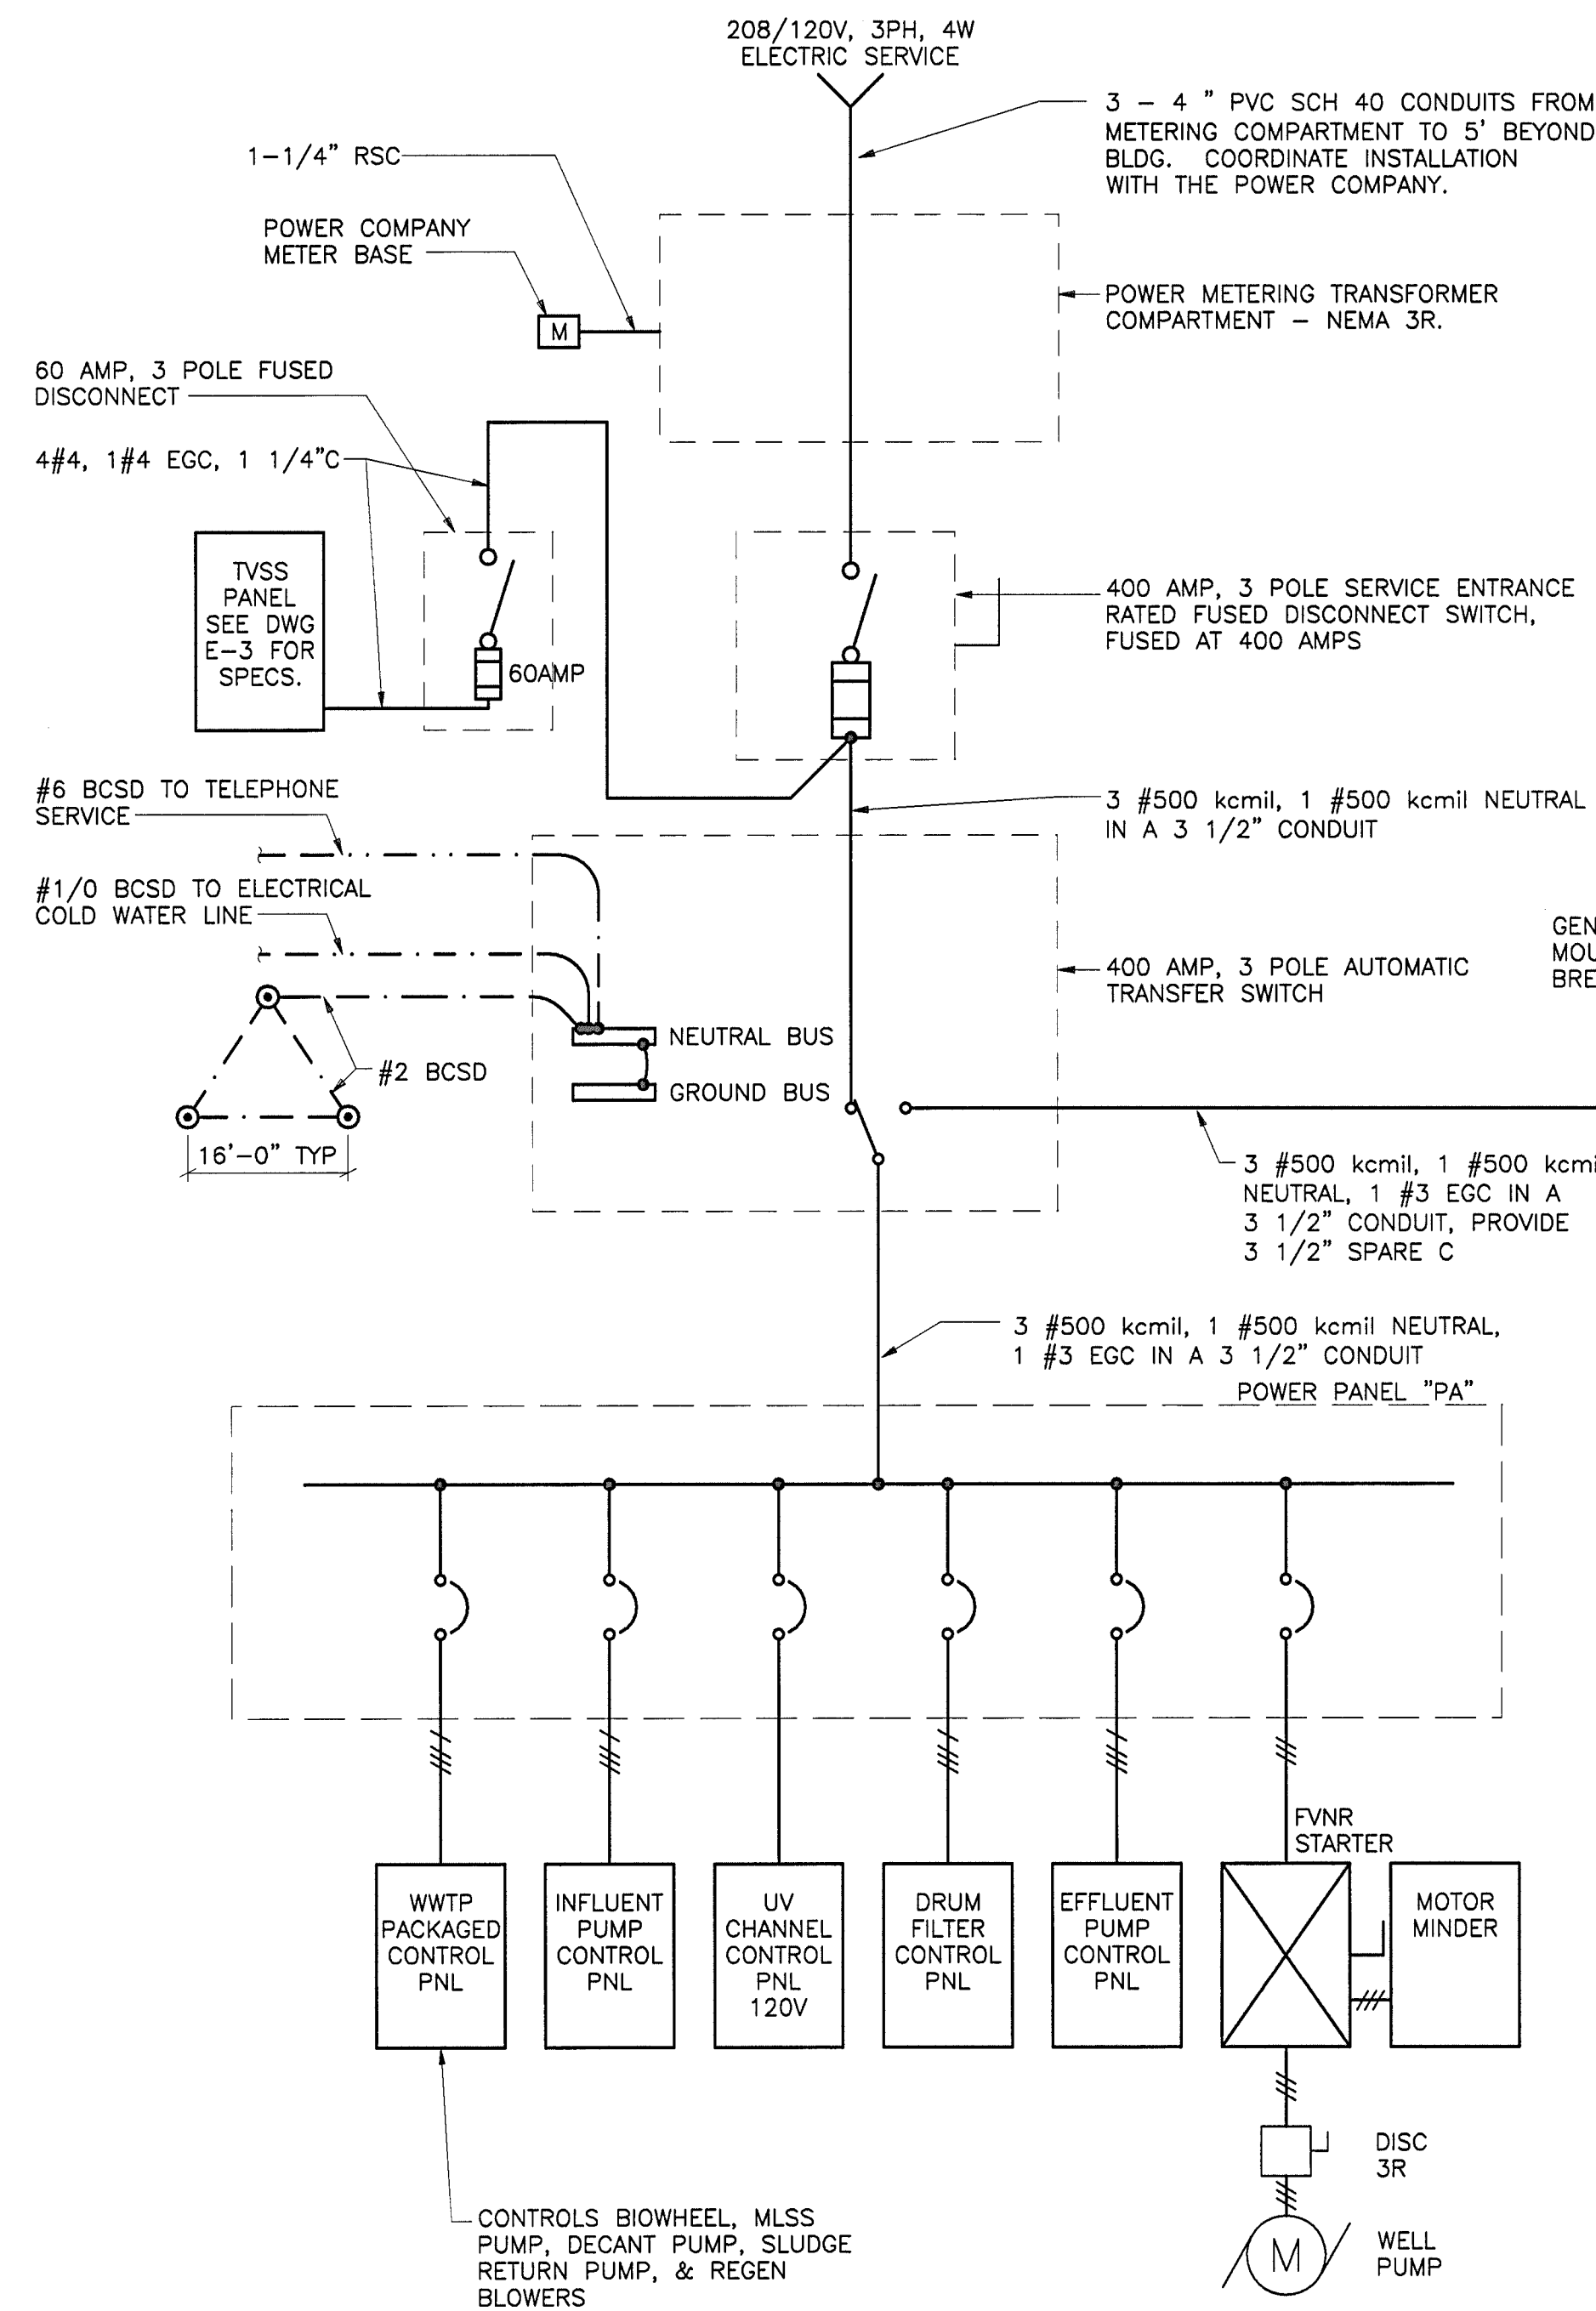 208/120V, 3PH, 4W
ELECTRIC SERVICE
3 - 4 " PVC SCH 40 CONDUITS FROM
METERING COMPARTMENT TO 5' BEYOND
BLDG. COORDINATE INSTALLATION
WITH THE POWER COMPANY.
1-1/4" RSC
POWER COMPANY
METER BASE
M
POWER METERING TRANSFORMER
COMPARTMENT - NEMA 3R.
60 AMP, 3 POLE FUSED
DISCONNECT
4#4, 1#4 EGC, 1 1/4"C
TVSS
PANEL
SEE DWG
E-3 FOR
SPECS.
60AMP
400 AMP, 3 POLE SERVICE ENTRANCE
RATED FUSED DISCONNECT SWITCH,
FUSED AT 400 AMPS
#6 BCSD TO TELEPHONE
SERVICE
3 #500 kcmil, 1 #500 kcmil NEUTRAL
IN A 3 1/2" CONDUIT
#1/0 BCSD TO ELECTRICAL
COLD WATER LINE
GEN
MOU
BRE
400 AMP, 3 POLE AUTOMATIC
TRANSFER SWITCH
NEUTRAL BUS
#2 BCSD
GROUND BUS
16'-0" TYP
3 #500 kcmil, 1 #500 kcmi
NEUTRAL, 1 #3 EGC IN A
3 1/2" CONDUIT, PROVIDE
3 1/2" SPARE C
3 #500 kcmil, 1 #500 kcmil NEUTRAL,
1 #3 EGC IN A 3 1/2" CONDUIT
POWER PANEL "PA"
FVNR
STARTER
WWTP
PACKAGED
CONTROL
PNL
INFLUENT
PUMP
CONTROL
PNL
UV
CHANNEL
CONTROL
PNL
120V
DRUM
FILTER
CONTROL
PNL
EFFLUENT
PUMP
CONTROL
PNL
MOTOR
MINDER
DISC
3R
CONTROLS BIOWHEEL, MLSS
PUMP, DECANT PUMP, SLUDGE
RETURN PUMP, & REGEN
BLOWERS
M
WELL
PUMP